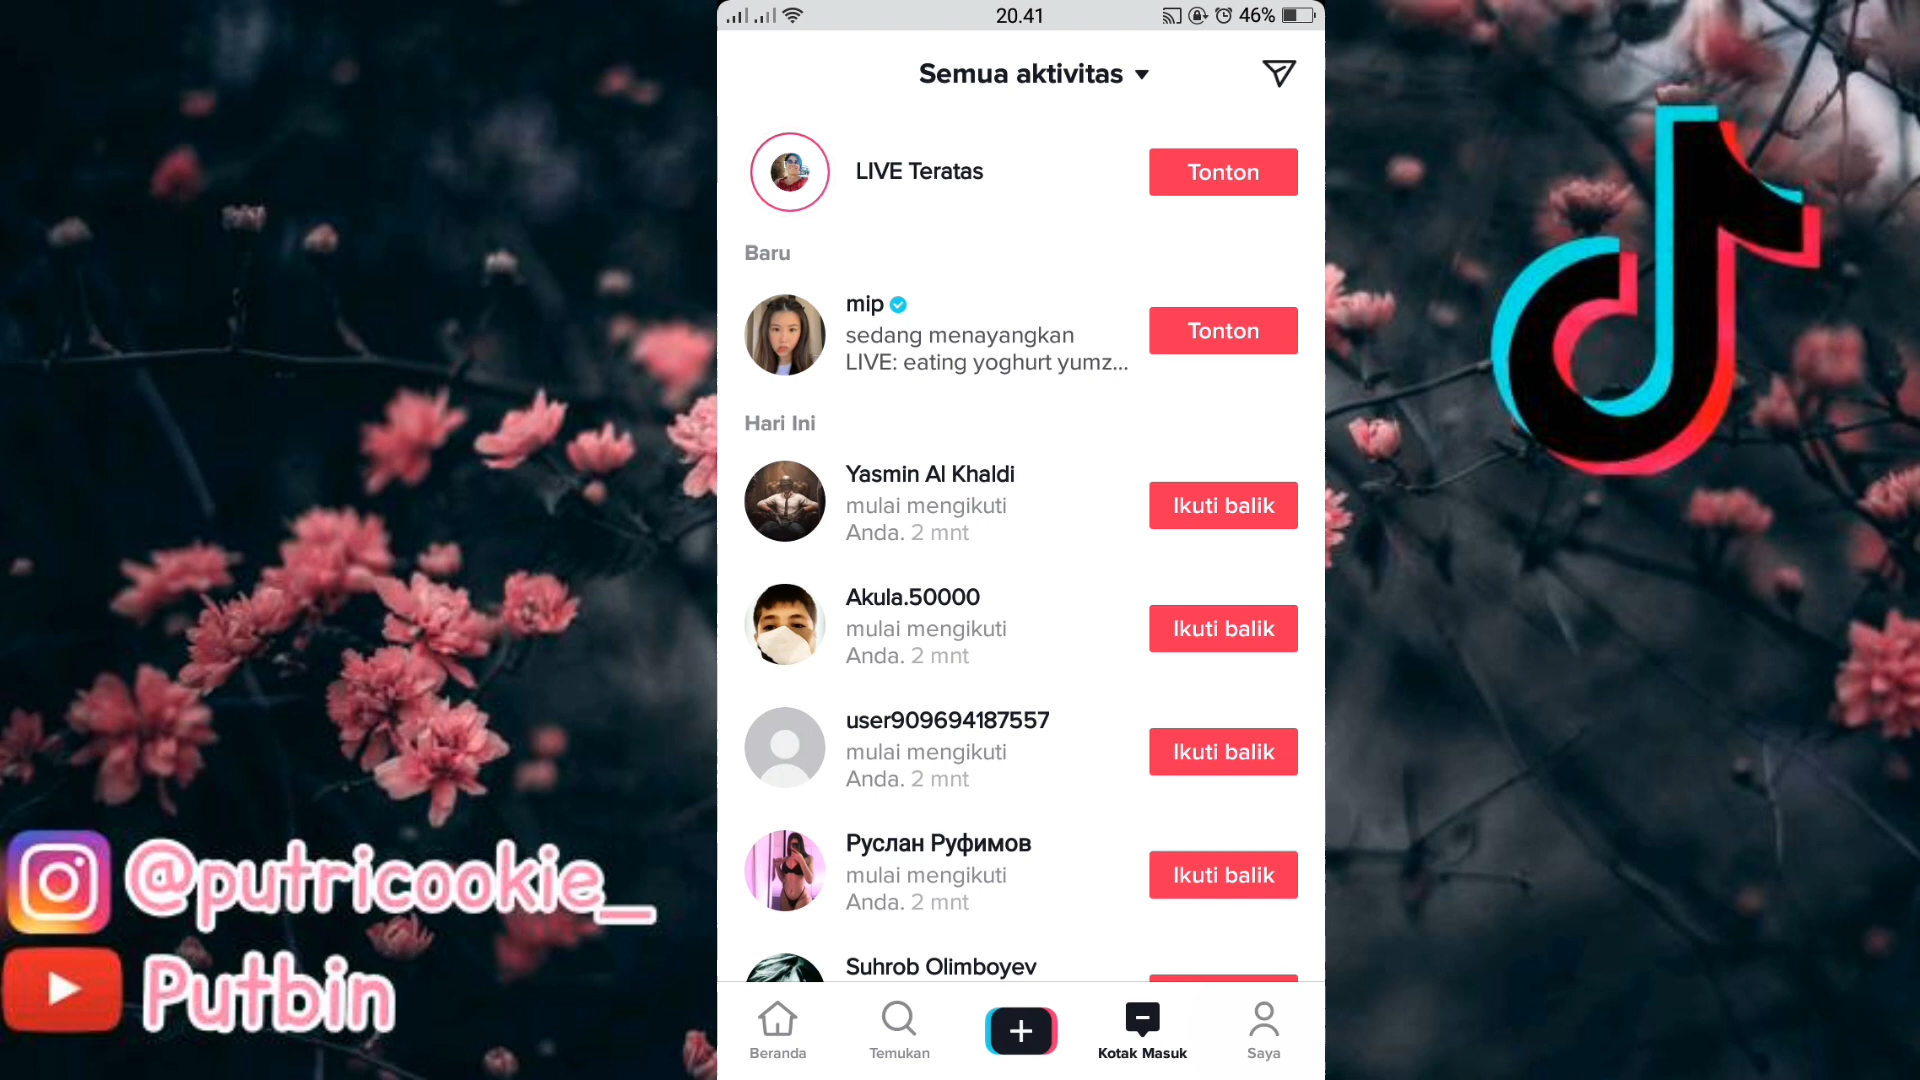 20.41
46%
Semua aktivitas
LIVE Teratas
Tonton
Baru
mip
sedang menayangkan
LIVE: eating yoghurt yumz...
Tonton
Hari Ini
Yasmin Al Khaldi
mulai mengikuti
Anda. 2 mnt
Ikuti balik
Akula.50000
mulai mengikuti
Anda. 2 mnt
Ikuti balik
user909694187557
mulai mengikuti
Anda. 2 mnt
Ikuti balik
Руслан Руфимов
mulai mengikuti
Anda. 2 mnt
Ikuti balik
Suhrob Olimboyev
Beranda
Temukan
Kotak Masuk
Saya
@putricookie_
Putbin